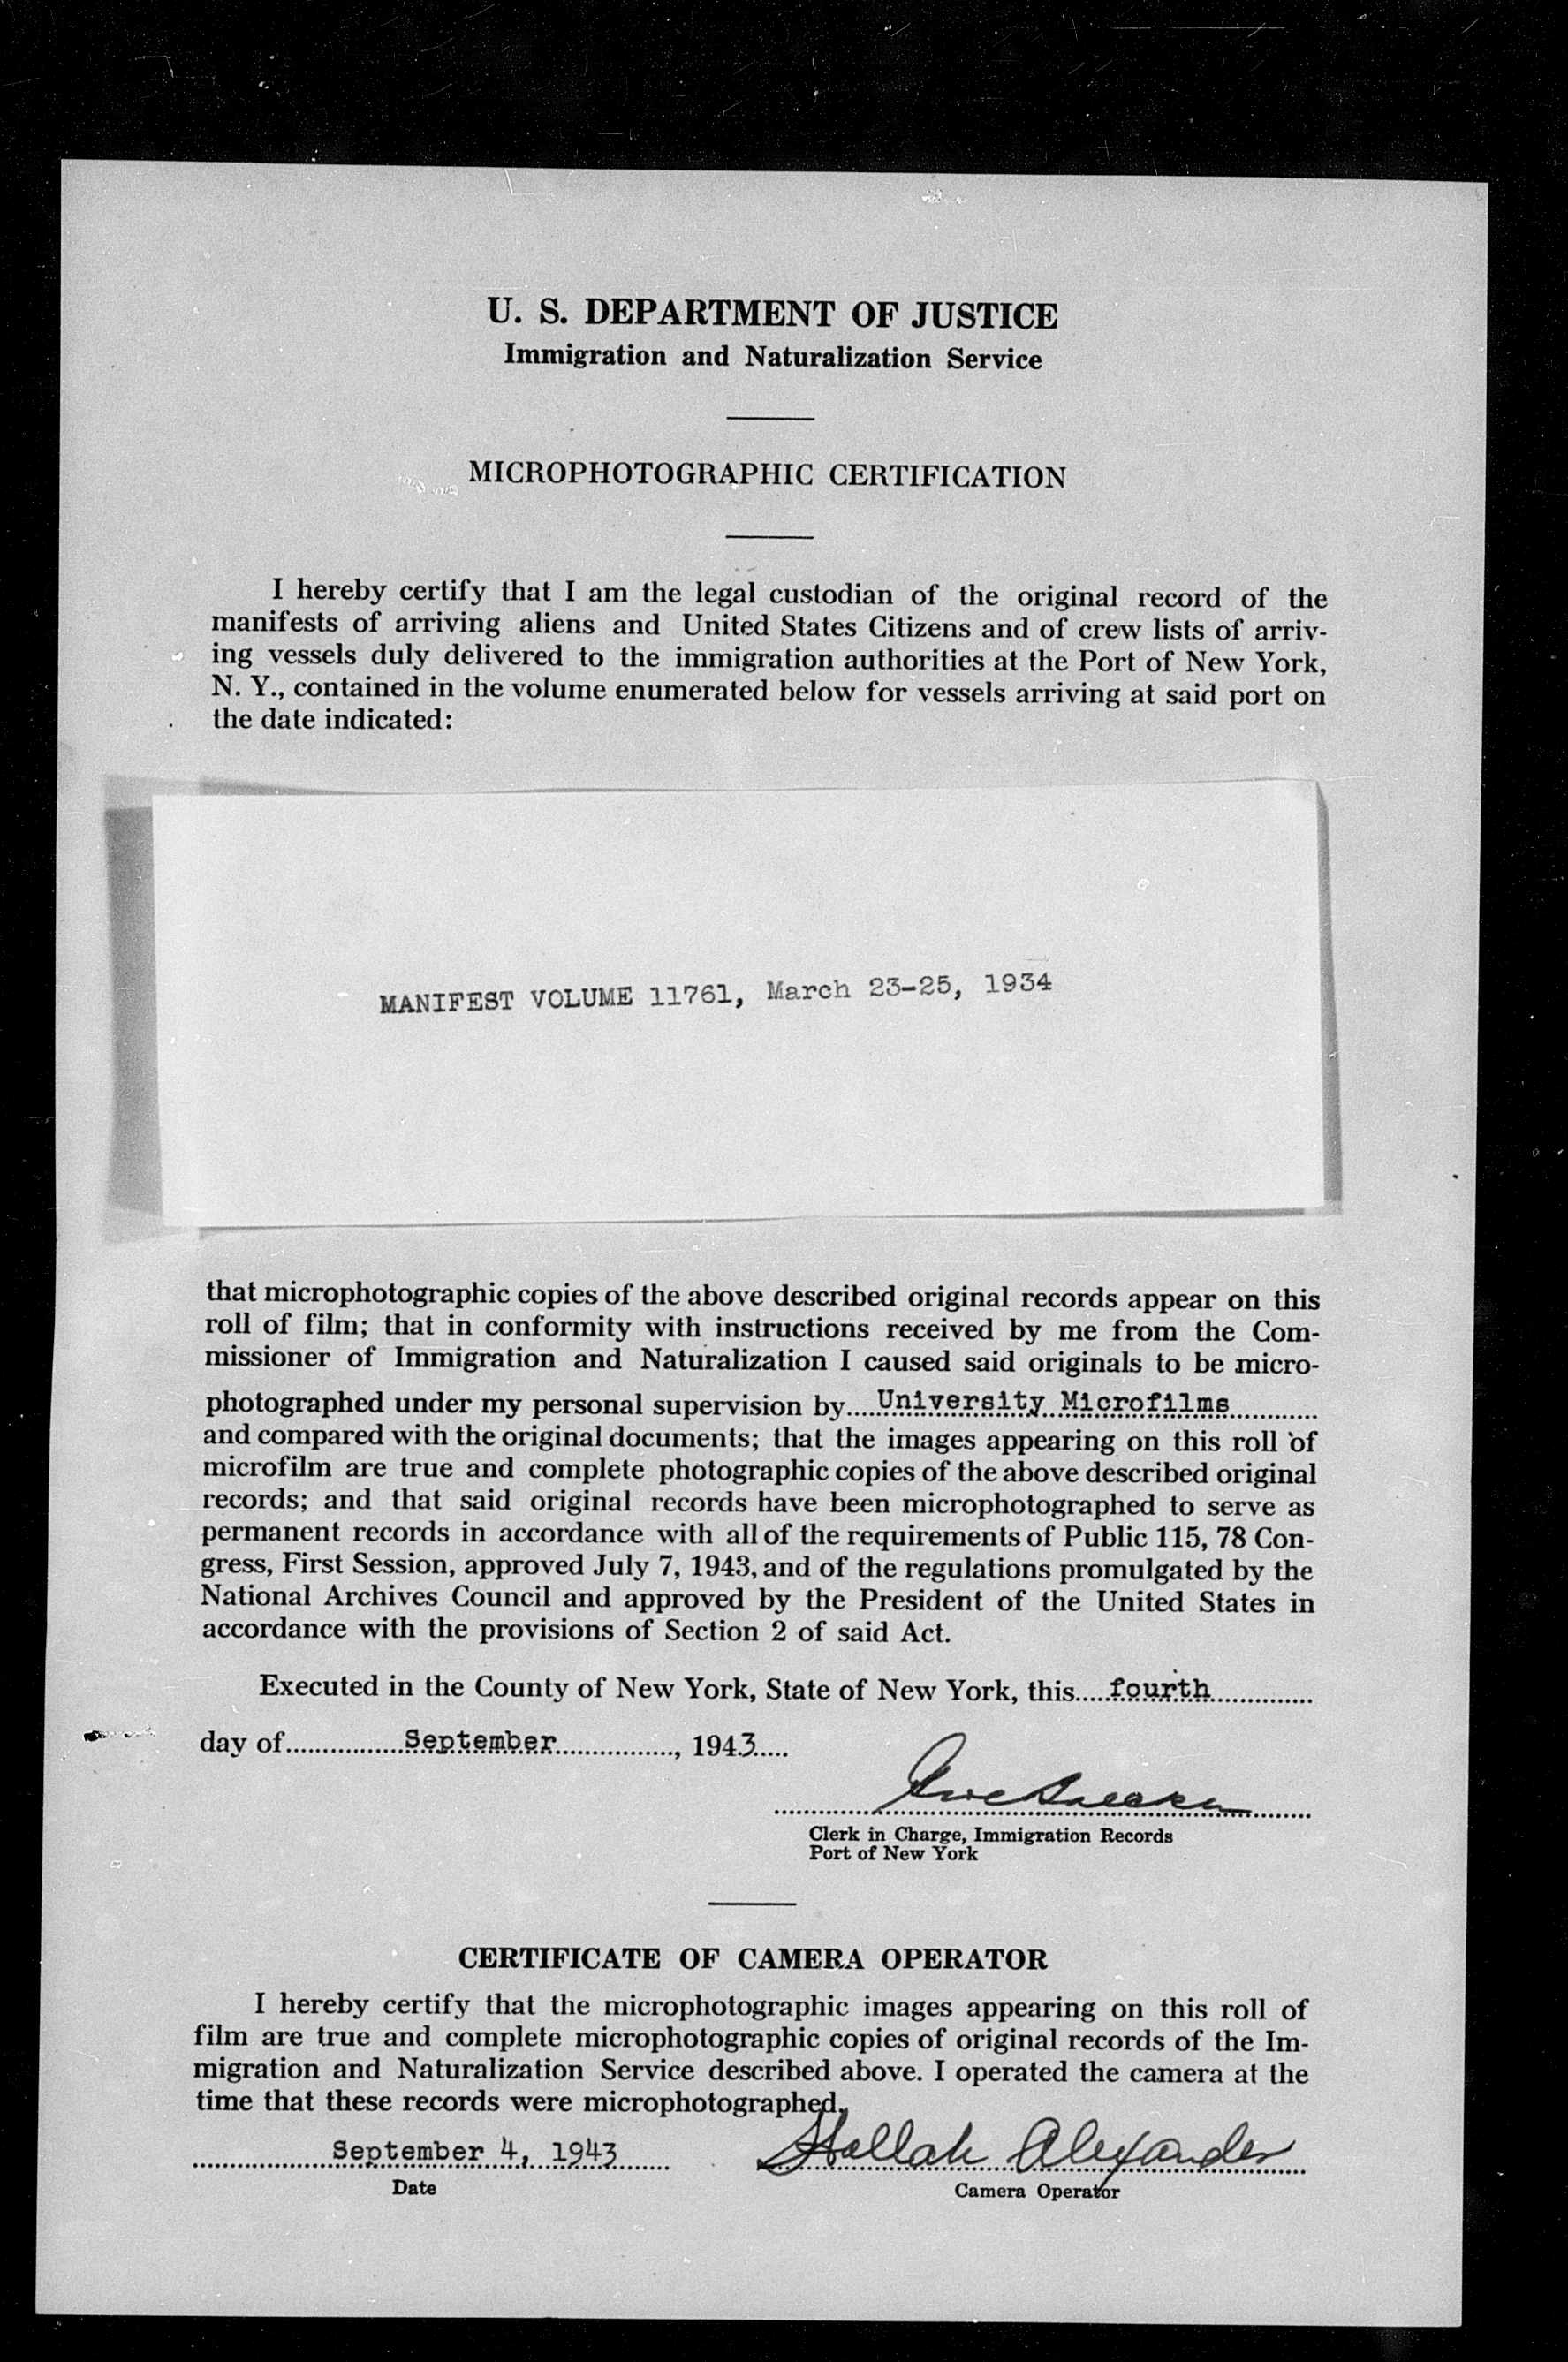 U. S. DEPARTMENT OF JUSTICE
Immigration and Naturalization Service
MICROPHOTOGRAPHIC CERTIFICATION
I hereby certify that I am the legal custodian of the original record of the
manifests of arriving aliens and United States Citizens and of crew lists of arriv-
ing vessels duly delivered to the immigration authorities at the Port of New York,
N. Y., contained in the volume enumerated below for vessels arriving at said port on
the date indicated:
MANIFEST VOLUME 11761, March 23-25, 1934
that microphotographic copies of the above described original records appear on this
roll of film; that in conformity with instructions received by me from the Com-
missioner of Immigration and Naturalization I caused said originals to be micro-
photographed under my personal supervision by.....University Microfilms............
and compared with the original documents; that the images appearing on this roll of
microfilm are true and complete photographic copies of the above described original
records; and that said original records have been microphotographed to serve as
permanent records in accordance with all of the requirements of Public 115, 78 Con-
gress, First Session, approved July 7, 1943, and of the regulations promulgated by the
National Archives Council and approved by the President of the United States in
accordance with the provisions of Section 2 of said Act.
Executed in the County of New York, State of New York, this.....fourth..............
day of................September................., 1943.....
Clerk in Charge, Immigration Records
Port of New York
CERTIFICATE OF CAMERA OPERATOR
I hereby certify that the microphotographic images appearing on this roll of
film are true and complete microphotographic copies of original records of the Im-
migration and Naturalization Service described above. I operated the camera at the
time that these records were microphotographed.
September 4, 1943 Alexander
Date Camera Operator